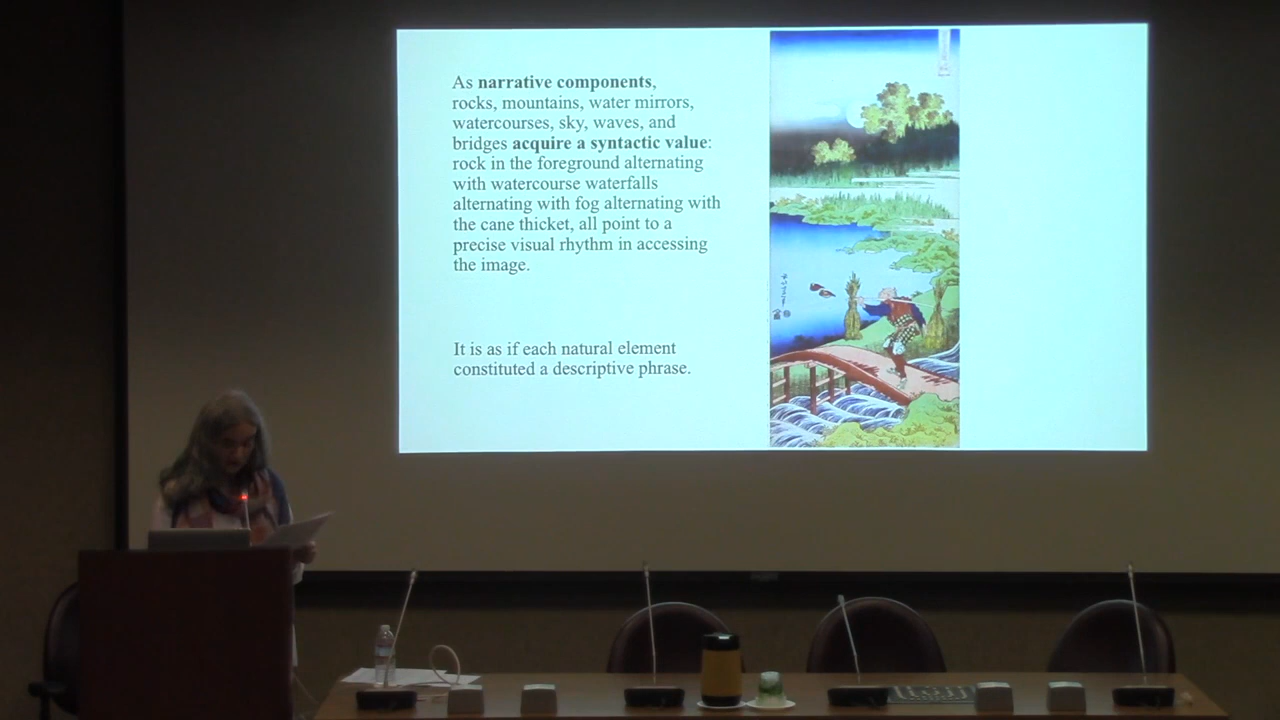 As narrative components,
rocks, mountains, water mirrors,
watercourses, sky, waves, and
bridges acquire a syntactic value:
rock in the foreground alternating
with watercourse waterfalls
alternating with fog alternating with
the cane thicket, all point to a
precise visual rhythm in accessing
the image.
It is as if each natural element
constituted a descriptive phrase.